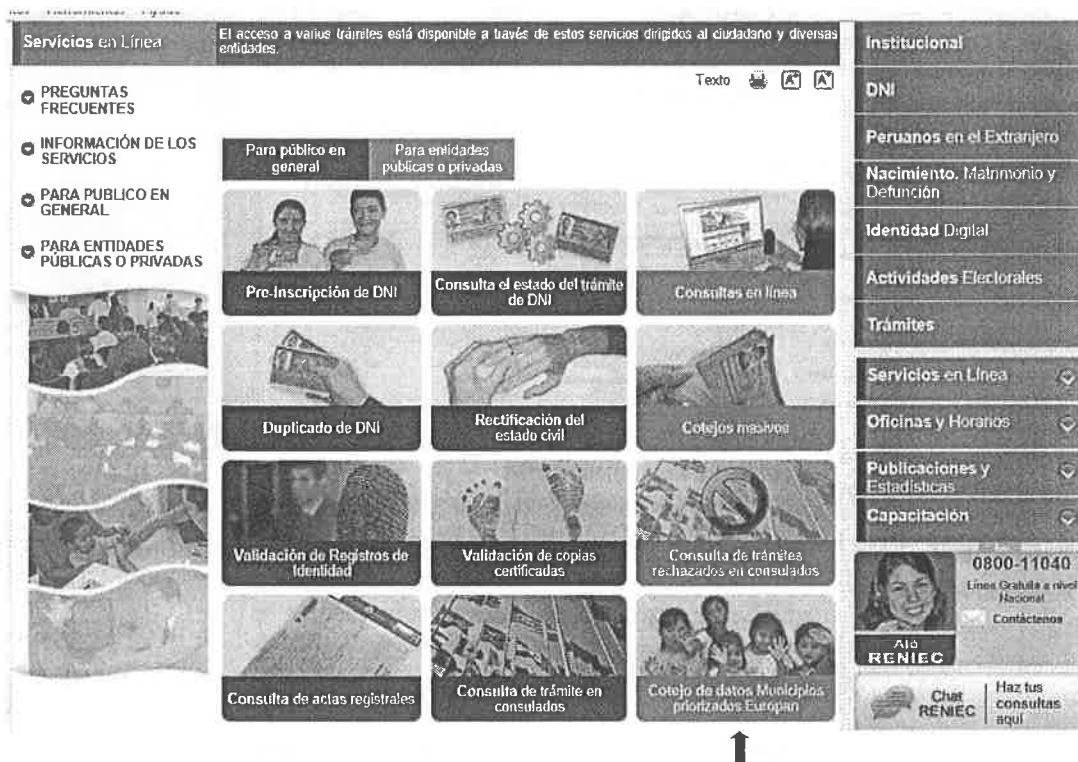 Servicios en Línea
El acceso a varios trámites está disponible a través de estos servicios dirigidos al ciudadano y diversas
entidades.
Texto
PREGUNTAS
FRECUENTES
INFORMACIÓN DE LOS
SERVICIOS
PARA PUBLICO EN
GENERAL
PARA ENTIDADES
PÚBLICAS O PRIVADAS
Para público en
general
Para entidades
públicas o privadas
Pre-Inscripción de DNI
Consulta el estado del trámite
de DNI
Consultas en línea
Duplicado de DNI
Rectificación del
estado civil
Cotejos masivos
Validación de Registros de
Identidad
Validación de copias
certificadas
Consulta de trámites
rechazados en consulados
Consulta de actas registrales
Consulta de trámite en
consulados
Cotejo de datos Municipios
priorizados Europan
Institucional
DNI
Peruanos en el Extranjero
Nacimiento, Matrimonio y
Defunción
Identidad Digital
Actividades Electorales
Trámites
Servicios en Línea
Oficinas y Horarios
Publicaciones y
Estadísticas
Capacitación
0800-11040
Línea Gratuita a nivel
Nacional
Contáctenos
Aló
RENIEC
Chat
RENIEC
Haz tus
consultas
aquí